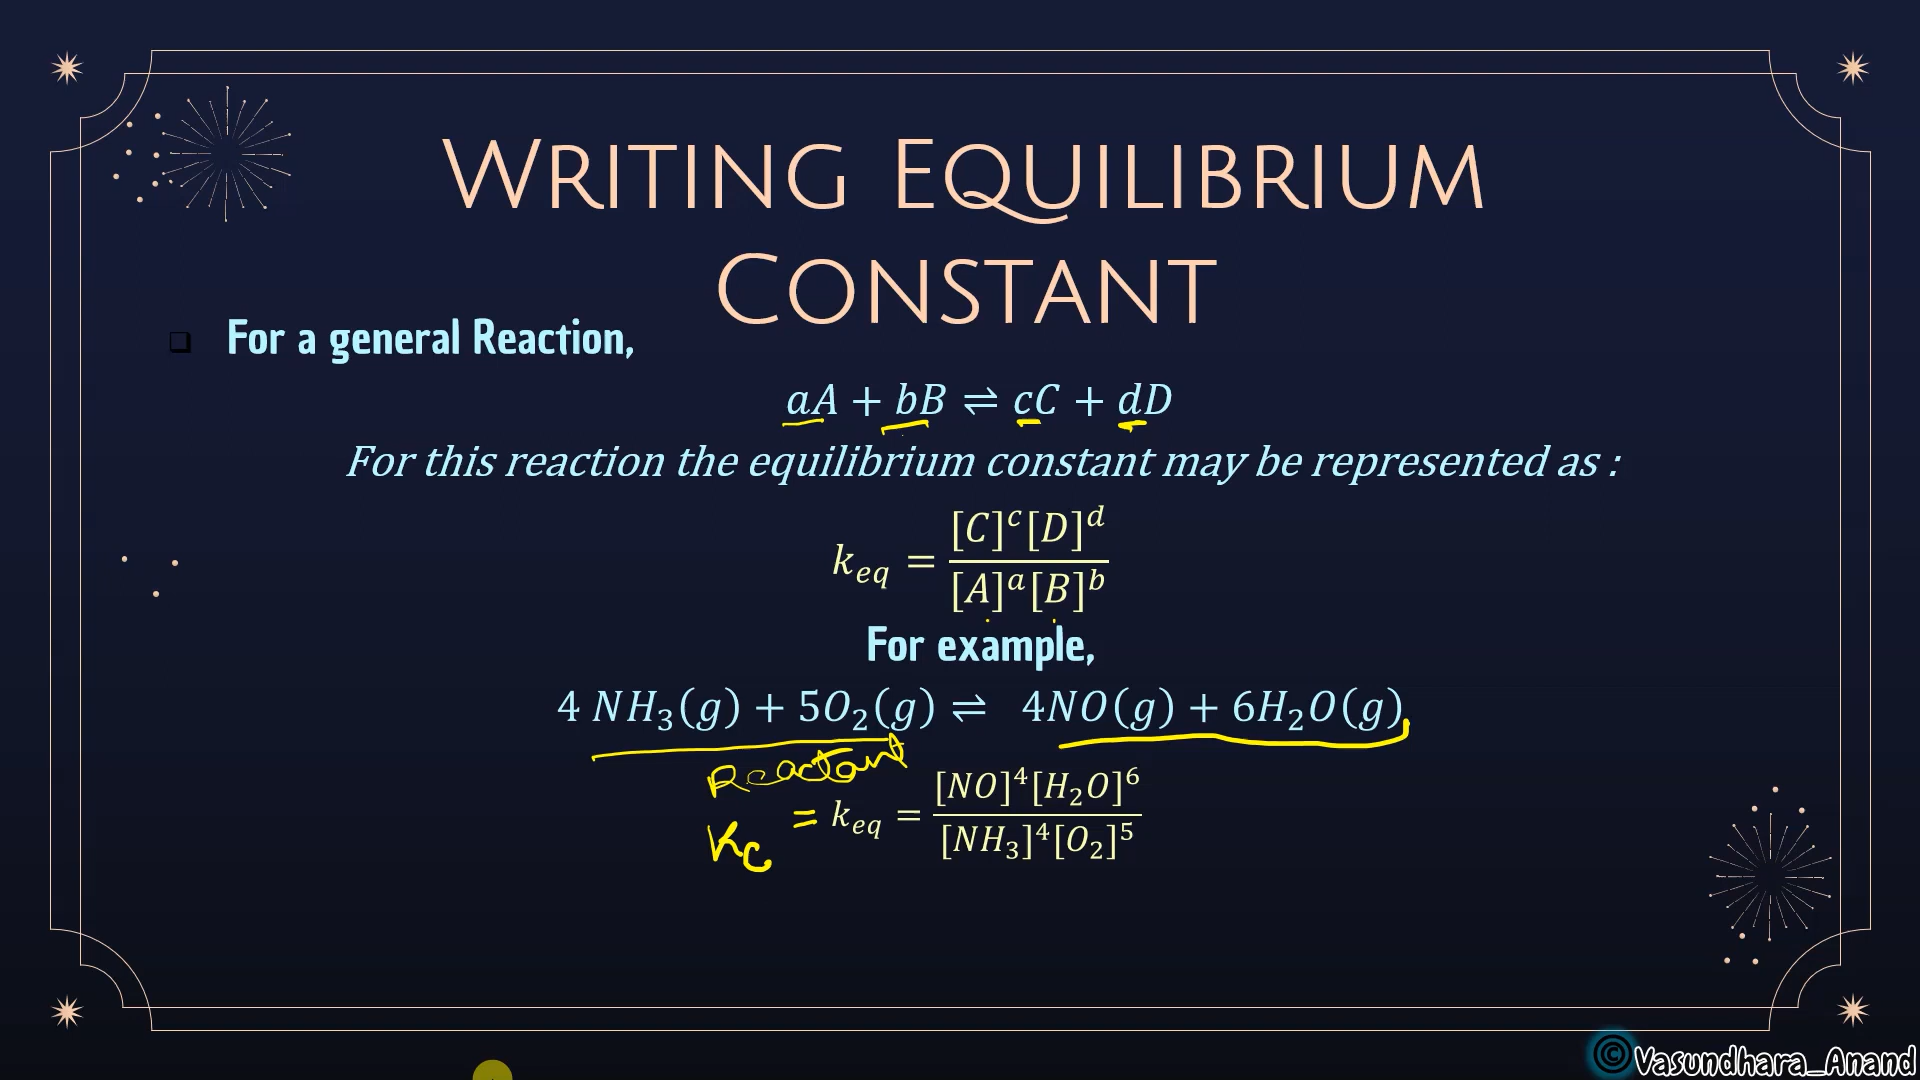 WRITING EQUILIBRIUM
CONSTANT
For a general Reaction,
aA + bB ⇌ cC + dD
For this reaction the equilibrium constant may be represented as :
k_eq = [C]^c[D]^d / [A]^a[B]^b
For example,
4 NH₃(g) + 5O₂(g) ⇌ 4NO(g) + 6H₂O(g)
Reactant
Kc = k_eq = [NO]⁴[H₂O]⁶ / [NH₃]⁴[O₂]⁵
© Vasundhara_Anand